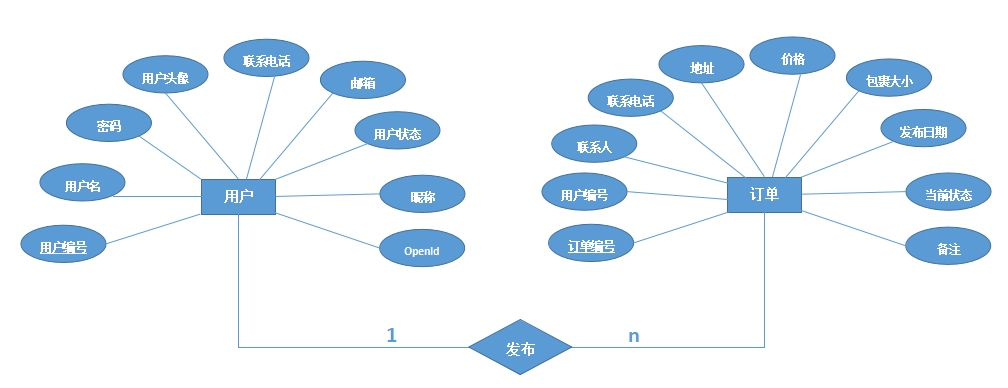 价格
联系电话
地址
用户头像
邮箱
包裹大小
联系电话
密码
用户状态
发布日期
联系人
用户名
用户
昵称
用户编号
订单
当前状态
用户编号
OpenId
订单编号
备注
1
n
发布